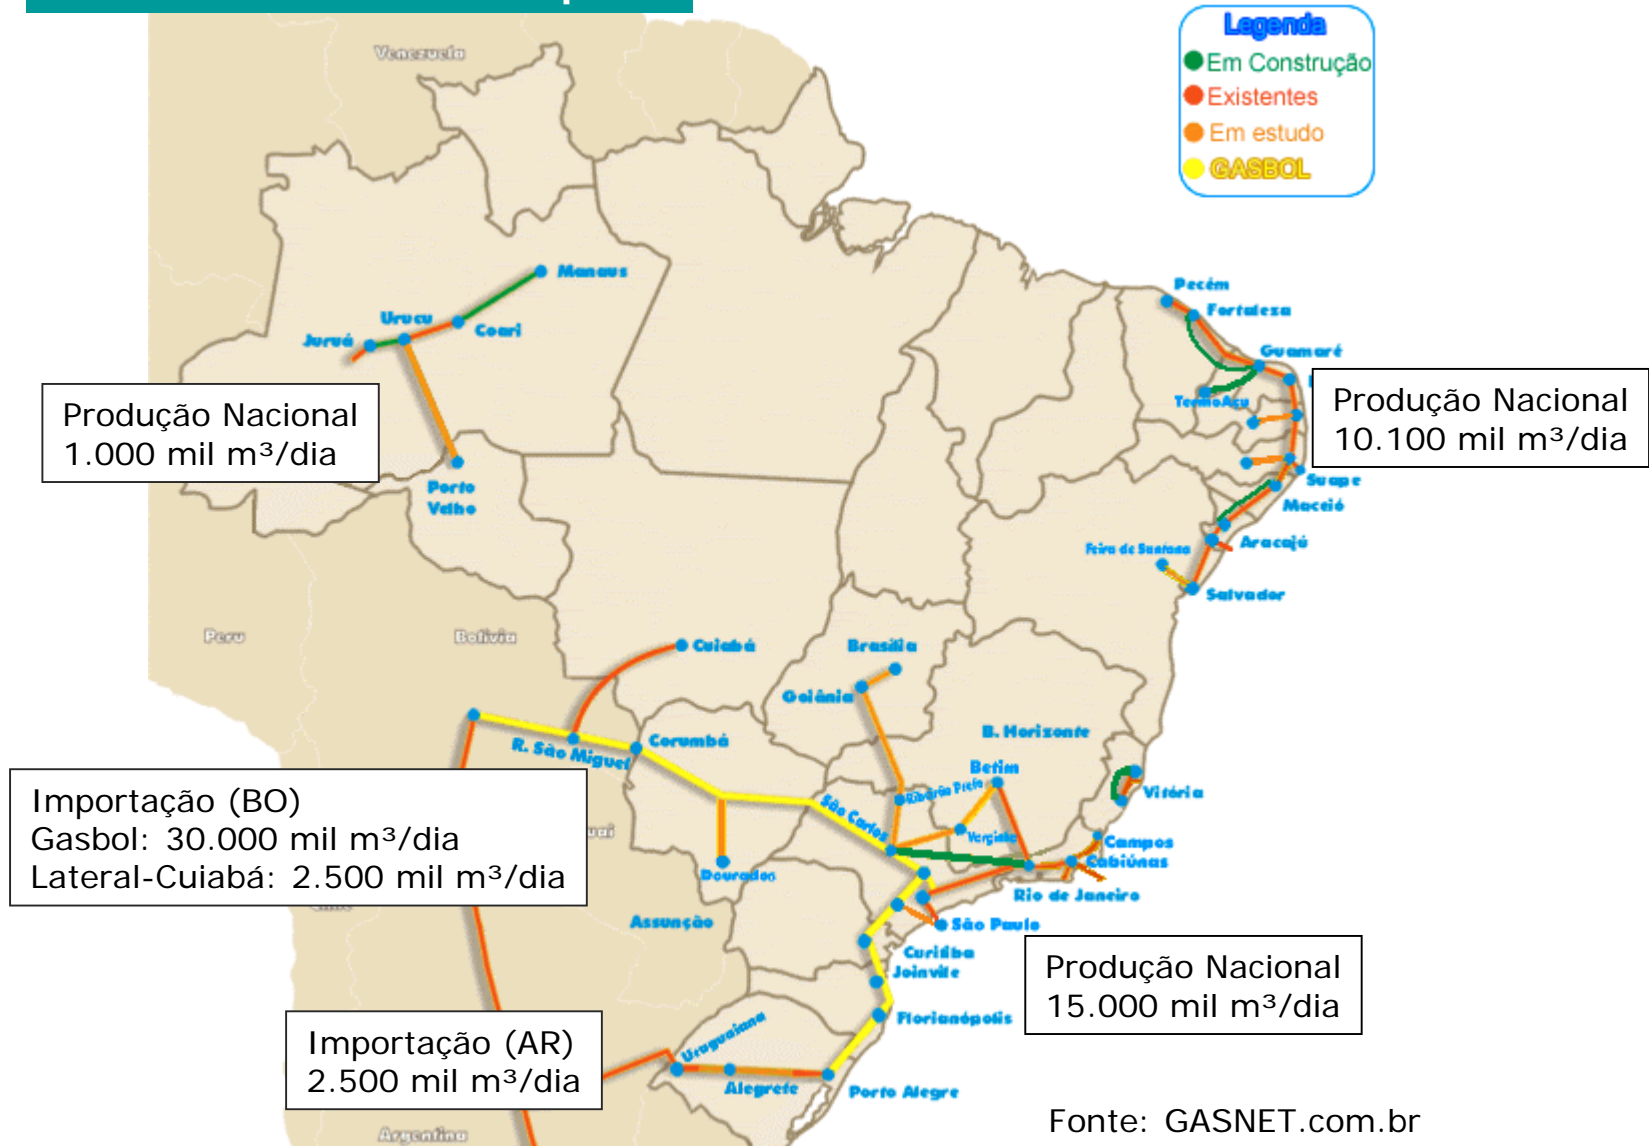 Legenda
Em Construção
Existentes
Em estudo
GASBOL
Venezuela
Manaus
Urucu
Coari
Juruá
Pecém
Fortaleza
Guamaré
TermoAçu
Produção Nacional
1.000 mil m³/dia
Produção Nacional
10.100 mil m³/dia
Porto
Velho
Suape
Maceió
Aracajú
Feira de Santana
Salvador
Peru
Bolívia
Cuiabá
Brasília
Goiânia
R. São Miguel
Corumbá
B. Horizonte
Betim
Ribeirão Preto
São Carlos
Vitória
Importação (BO)
Gasbol: 30.000 mil m³/dia
Lateral-Cuiabá: 2.500 mil m³/dia
uai
Campos
Cabiúnas
Dourados
Rio de Janeiro
Assunção
São Paulo
Curitiba
Joinvile
Florianópolis
Produção Nacional
15.000 mil m³/dia
Importação (AR)
2.500 mil m³/dia
Uruguaiana
Alegrete
Porto Alegre
Argentina
Fonte: GASNET.com.br